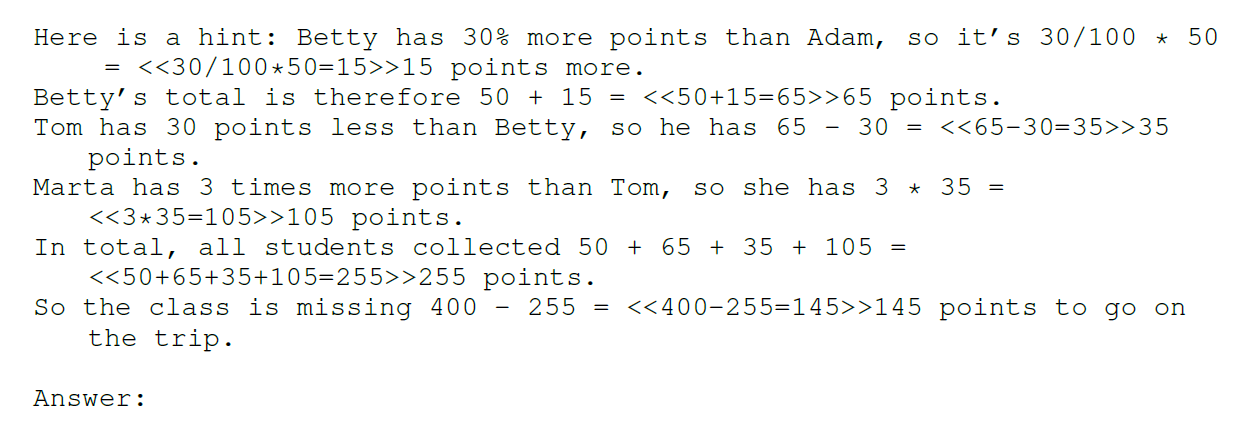 Here is a hint: Betty has 30% more points than Adam, so it’s 30/100 * 50
= <<30/100*50=15>>15 points more.
Betty’s total is therefore 50 + 15 = <<50+15=65>>65 points.
Tom has 30 points less than Betty, so he has 65 − 30 = <<65−30=35>>35
points.
Marta has 3 times more points than Tom, so she has 3 * 35 =
<<3*35=105>>105 points.
In total, all students collected 50 + 65 + 35 + 105 =
<<50+65+35+105=255>>255 points.
So the class is missing 400 − 255 = <<400−255=145>>145 points to go on
the trip.
Answer: